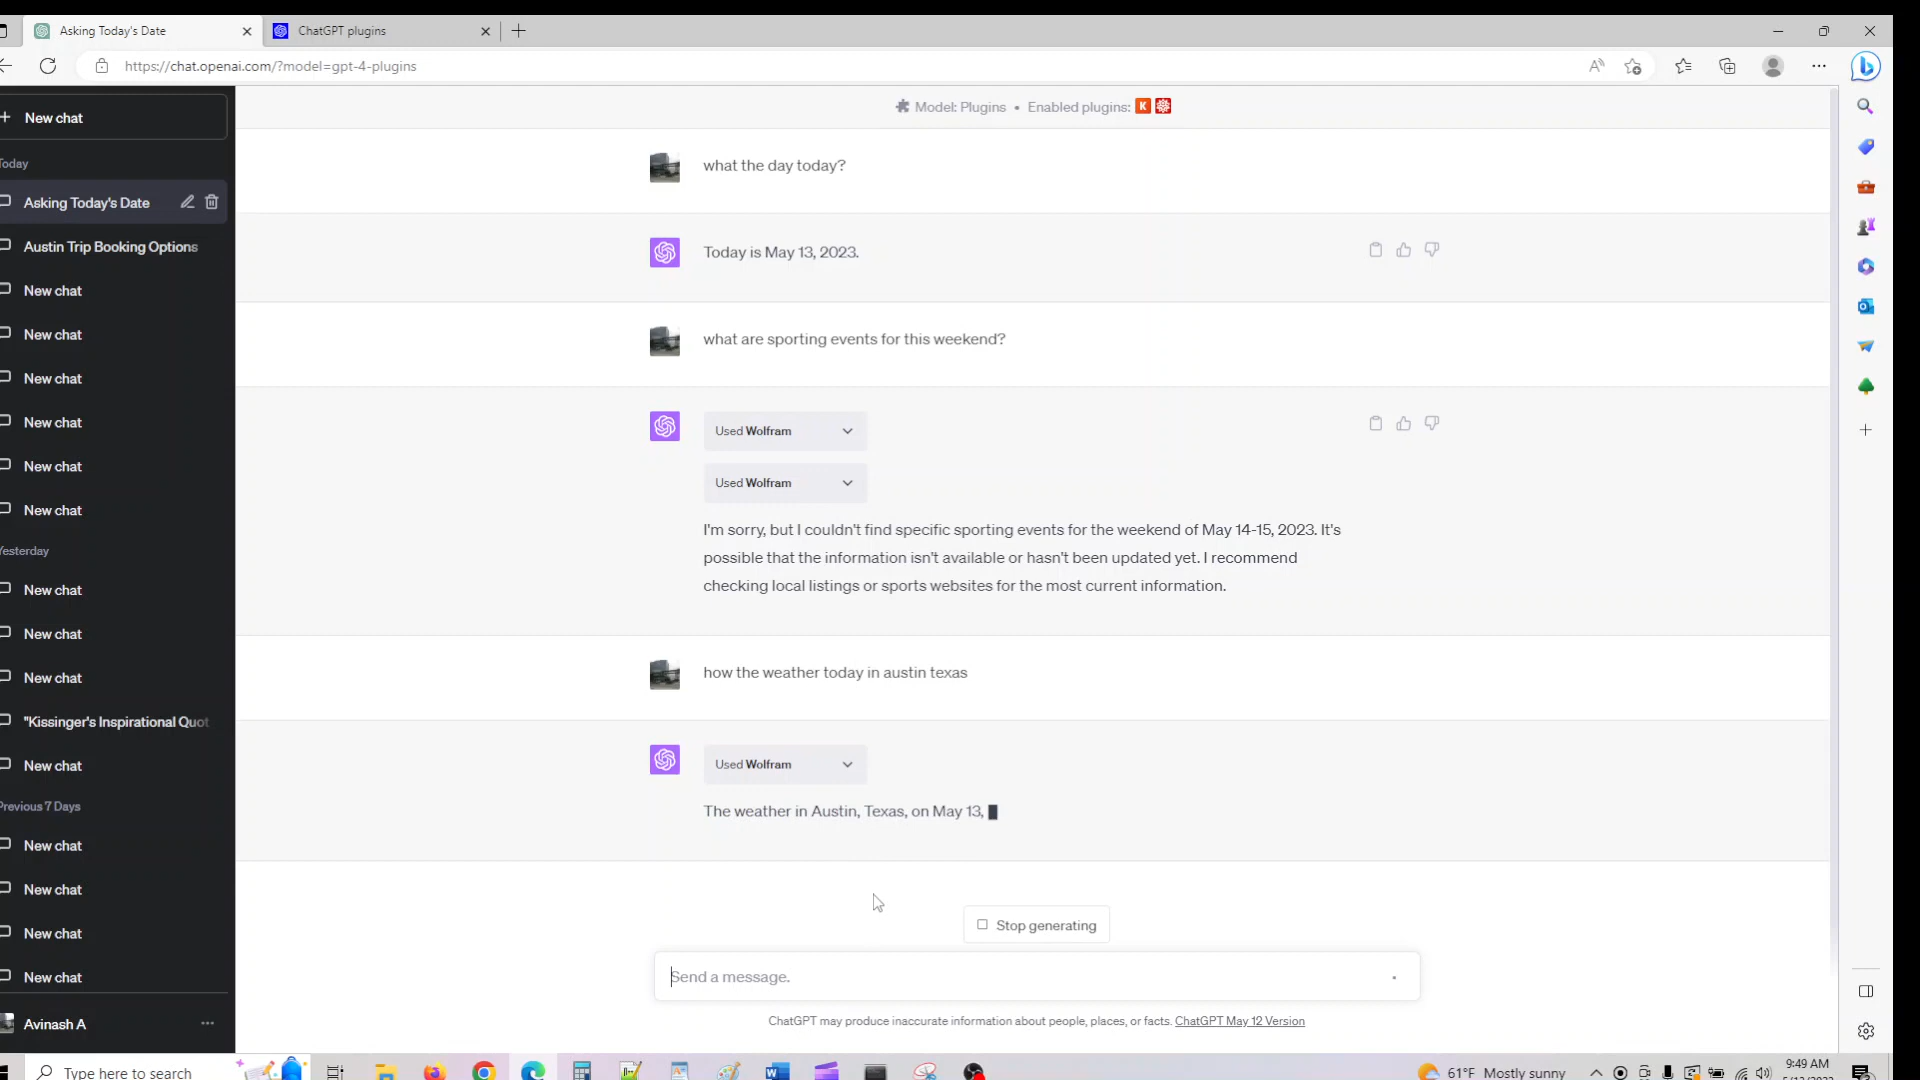 Asking Today's Date
ChatGPT plugins
https://chat.openai.com/?model=gpt-4-plugins
New chat
Today
Asking Today's Date
Austin Trip Booking Options
New chat
New chat
New chat
New chat
New chat
New chat
Yesterday
New chat
New chat
New chat
"Kissinger's Inspirational Quot
New chat
Previous 7 Days
New chat
New chat
New chat
New chat
Avinash A
Model: Plugins • Enabled plugins: K
what the day today?
Today is May 13, 2023.
what are sporting events for this weekend?
Used Wolfram
Used Wolfram
I'm sorry, but I couldn't find specific sporting events for the weekend of May 14-15, 2023. It's
possible that the information isn't available or hasn't been updated yet. I recommend
checking local listings or sports websites for the most current information.
how the weather today in austin texas
Used Wolfram
The weather in Austin, Texas, on May 13,
Stop generating
Send a message.
ChatGPT may produce inaccurate information about people, places, or facts. ChatGPT May 12 Version
Type here to search
61°F Mostly sunny
9:49 AM